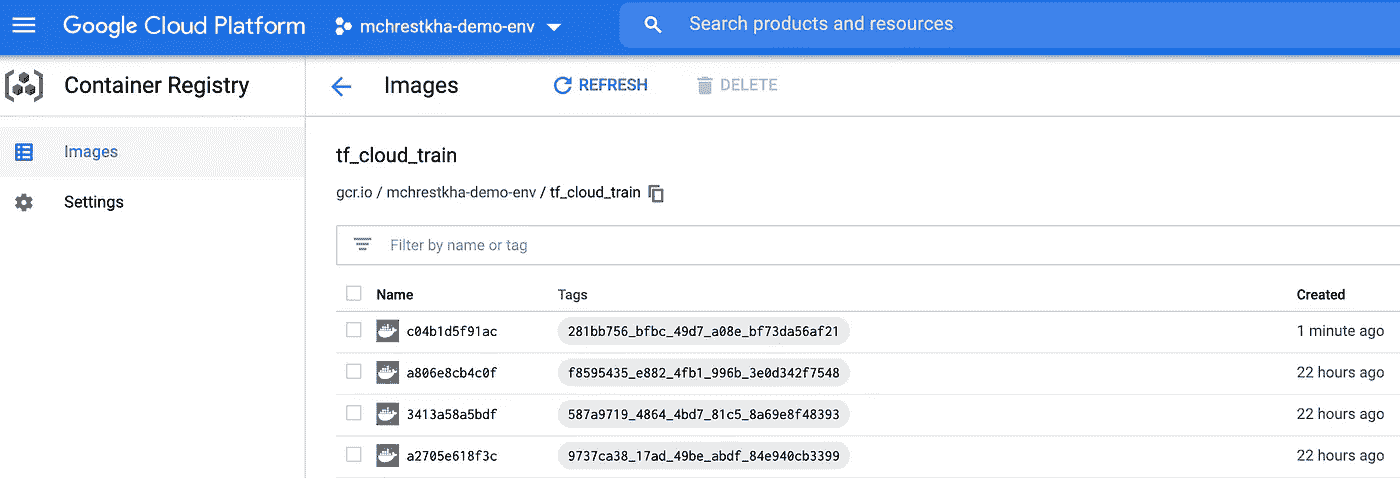 Google Cloud Platform mchrestkha-demo-env Search products and resources
Container Registry Images REFRESH DELETE
Images
Settings
tf_cloud_train
gcr.io / mchrestkha-demo-env / tf_cloud_train
Filter by name or tag
Name Tags Created
c04b1d5f91ac 281bb756_bfbc_49d7_a08e_bf73da56af21 1 minute ago
a806e8cb4c0f f8595435_e882_4fb1_996b_3e0d342f7548 22 hours ago
3413a58a5bdf 587a9719_4864_4bd7_81c5_8a69e8f48393 22 hours ago
a2705e618f3c 9737ca38_17ad_49be_abdf_84e940cb3399 22 hours ago